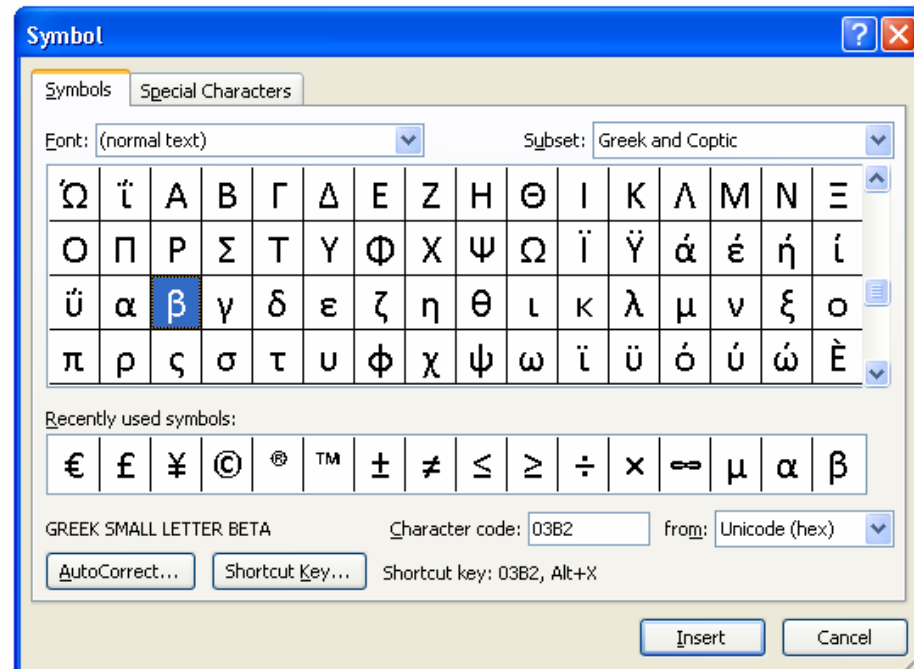 Symbol
Symbols Special Characters
Font: (normal text) Subset: Greek and Coptic
Ώ ΐ Α Β Γ Δ Ε Ζ Η Θ Ι Κ Λ Μ Ν Ξ
Ο Π Ρ Σ Τ Υ Φ Χ Ψ Ω Ϊ Ϋ ά έ ή ί
ΰ α β γ δ ε ζ η θ ι κ λ μ ν ξ ο
π ρ ς σ τ υ φ χ ψ ω ϊ ϋ ό ύ ώ Ѐ
Recently used symbols:
€ £ ¥ © ® ™ ± ≠ ≤ ≥ ÷ × ∞ µ α β
GREEK SMALL LETTER BETA Character code: 03B2 from: Unicode (hex)
AutoCorrect... Shortcut Key... Shortcut key: 03B2, Alt+X
Insert Cancel